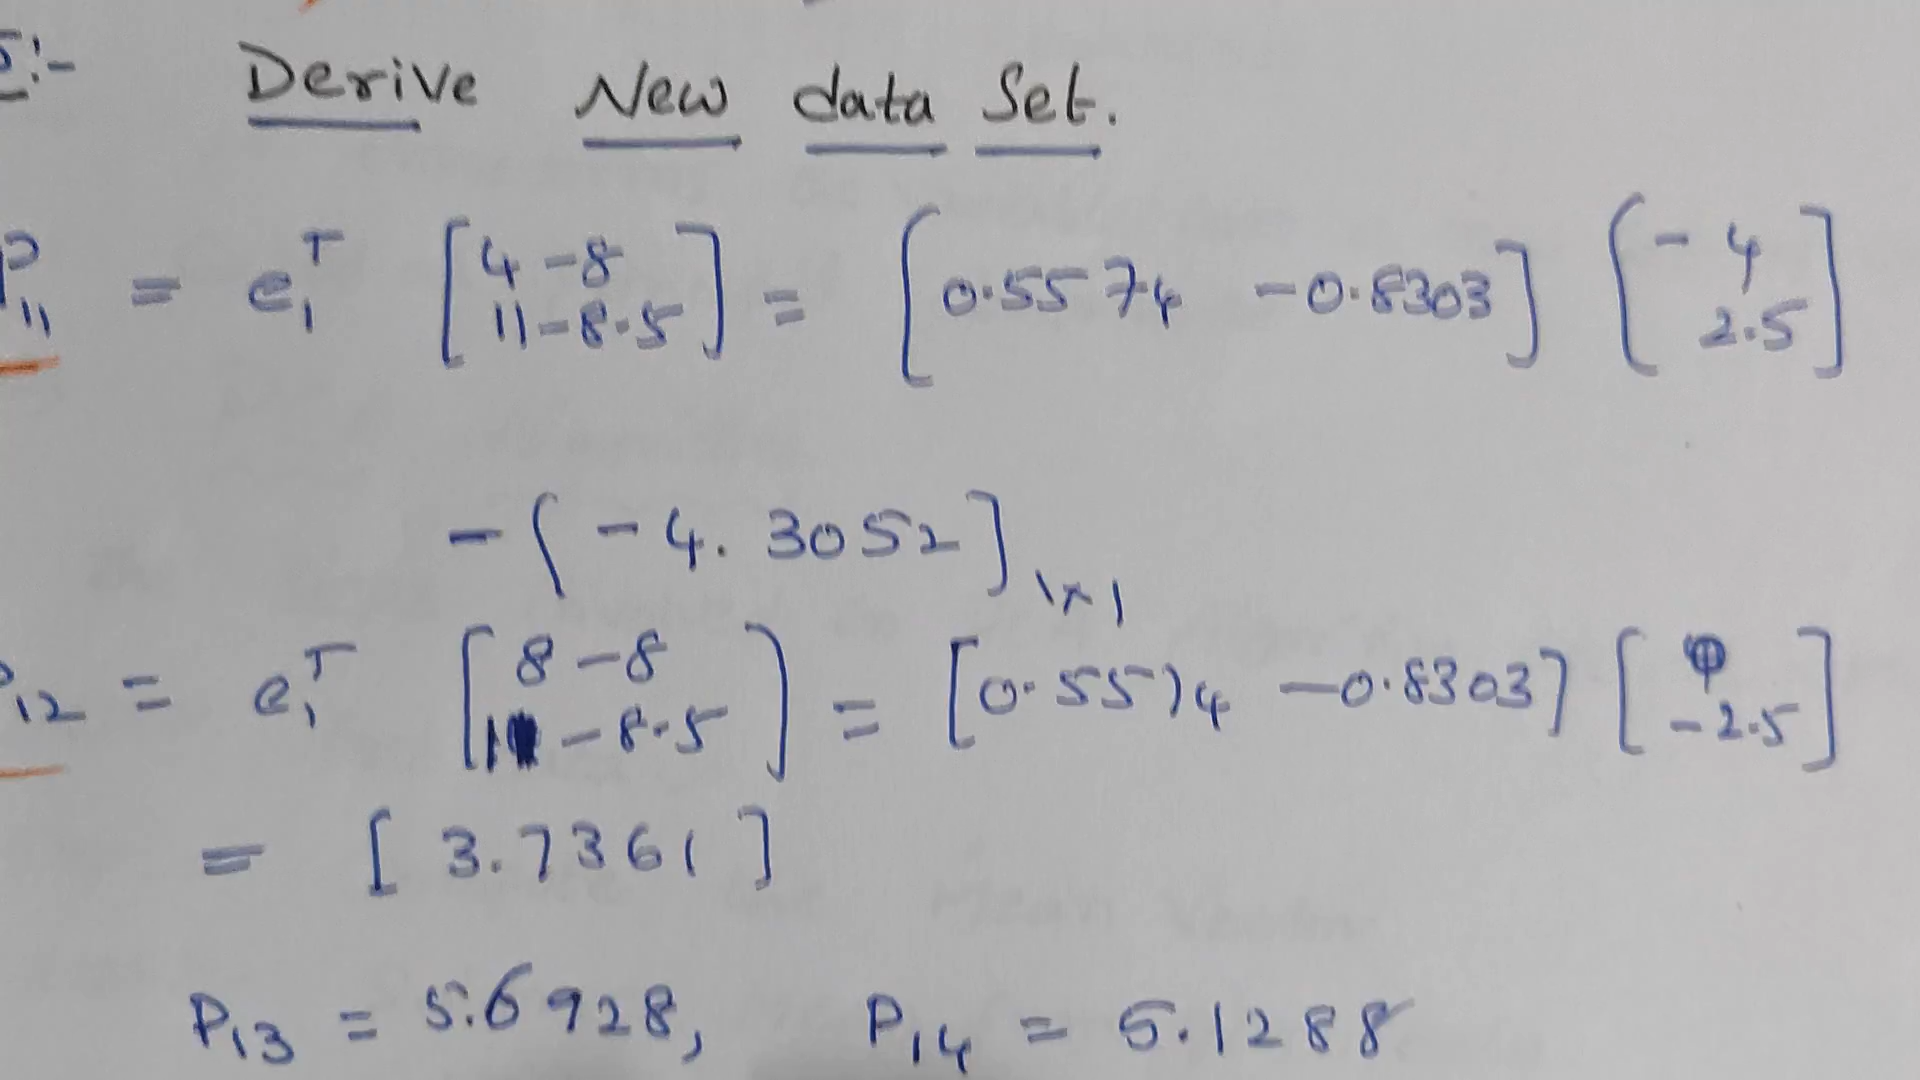 5:- Derive New data Set.
P₁₁ = e₁ᵀ [4-8 11-8.5] = [0.5574 -0.8303] [-4 2.5]
- [-4.3052]₁ₓ₁
P₁₂ = e₁ᵀ [8-8 -8.5] = [0.5574 -0.8303] [0 -2.5]
= [3.7361]
P₁₃ = 5.6928, P₁₄ = 5.1288